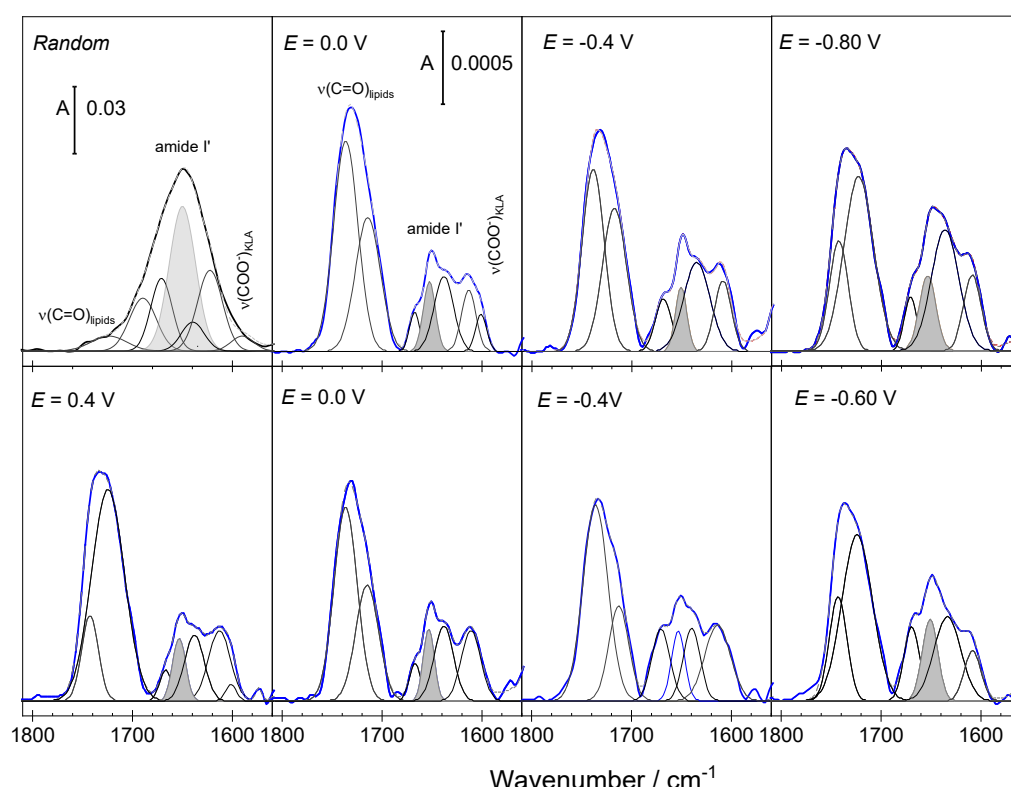 Random
A 0.03
ν(C=O)lipids
amide I'
ν(COO-)KLA
E = 0.0 V
A 0.0005
ν(C=O)lipids
amide I'
ν(COO-)KLA
E = -0.4 V
E = -0.80 V
E = 0.4 V
E = 0.0 V
E = -0.4V
E = -0.60 V
1800 1700 1600 1800 1700 1600 1800 1700 1600 1800 1700 1600
Wavenumber / cm-1